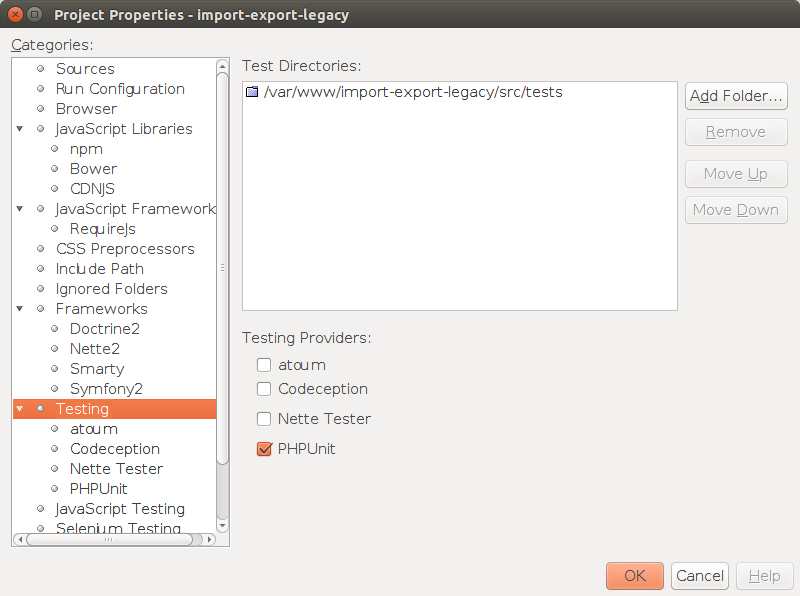 Project Properties - import-export-legacy
Categories:
Sources
Run Configuration
Browser
JavaScript Libraries
npm
Bower
CDNJS
JavaScript Framework
RequireJs
CSS Preprocessors
Include Path
Ignored Folders
Frameworks
Doctrine2
Nette2
Smarty
Symfony2
Testing
atoum
Codeception
Nette Tester
PHPUnit
JavaScript Testing
Selenium Testing
Test Directories:
/var/www/import-export-legacy/src/tests
Add Folder...
Remove
Move Up
Move Down
Testing Providers:
atoum
Codeception
Nette Tester
PHPUnit
OK
Cancel
Help